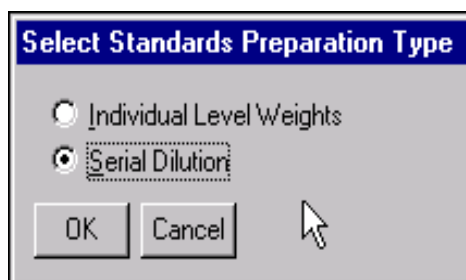 Select Standards Preparation Type
Individual Level Weights
Serial Dilution
OK Cancel